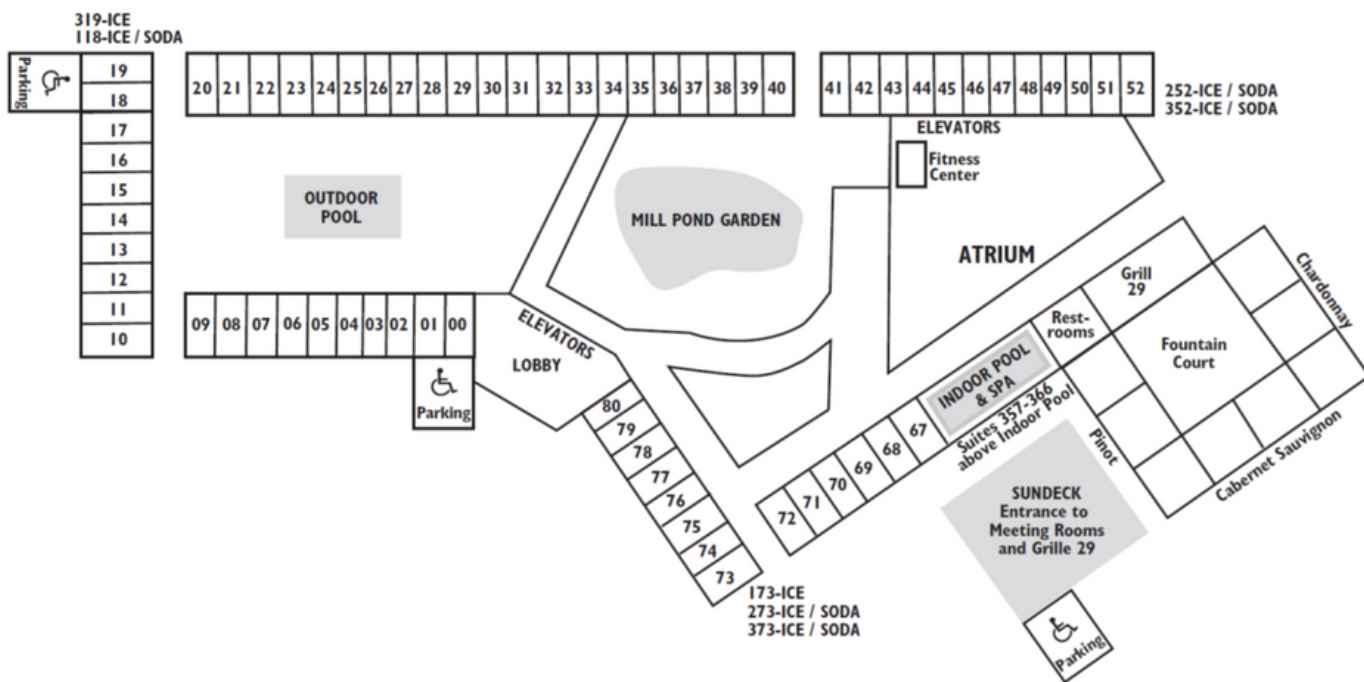 319-ICE
118-ICE / SODA
Parking
19
18
17
16
15
14
13
12
11
10
20 21 22 23 24 25 26 27 28 29 30 31 32 33 34 35 36 37 38 39 40
41 42 43 44 45 46 47 48 49 50 51 52
252-ICE / SODA
352-ICE / SODA
ELEVATORS
Fitness
Center
OUTDOOR
POOL
MILL POND GARDEN
ATRIUM
09 08 07 06 05 04 03 02 01 00
Parking
ELEVATORS
LOBBY
80
79
78
77
76
75
74
73
173-ICE
273-ICE / SODA
373-ICE / SODA
72 71 70 69 68 67
INDOOR POOL
& SPA
Suites 357-366
above Indoor Pool
Rest-
rooms
Grill
29
Fountain
Court
Chardonnay
Pinot
Cabernet Sauvignon
SUNDECK
Entrance to
Meeting Rooms
and Grille 29
Parking